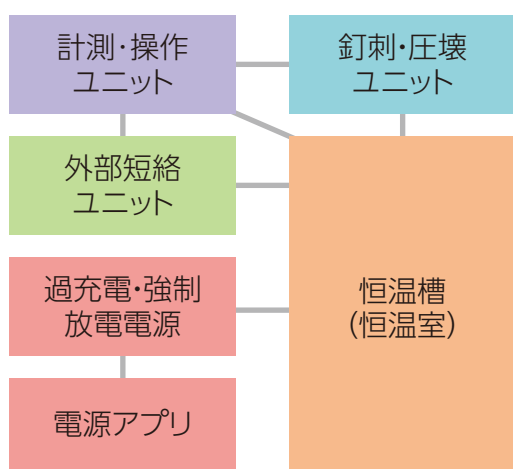 計測・操作
ユニット
釘刺・圧壊
ユニット
外部短絡
ユニット
過充電・強制
放電電源
恒温槽
(恒温室)
電源アプリ